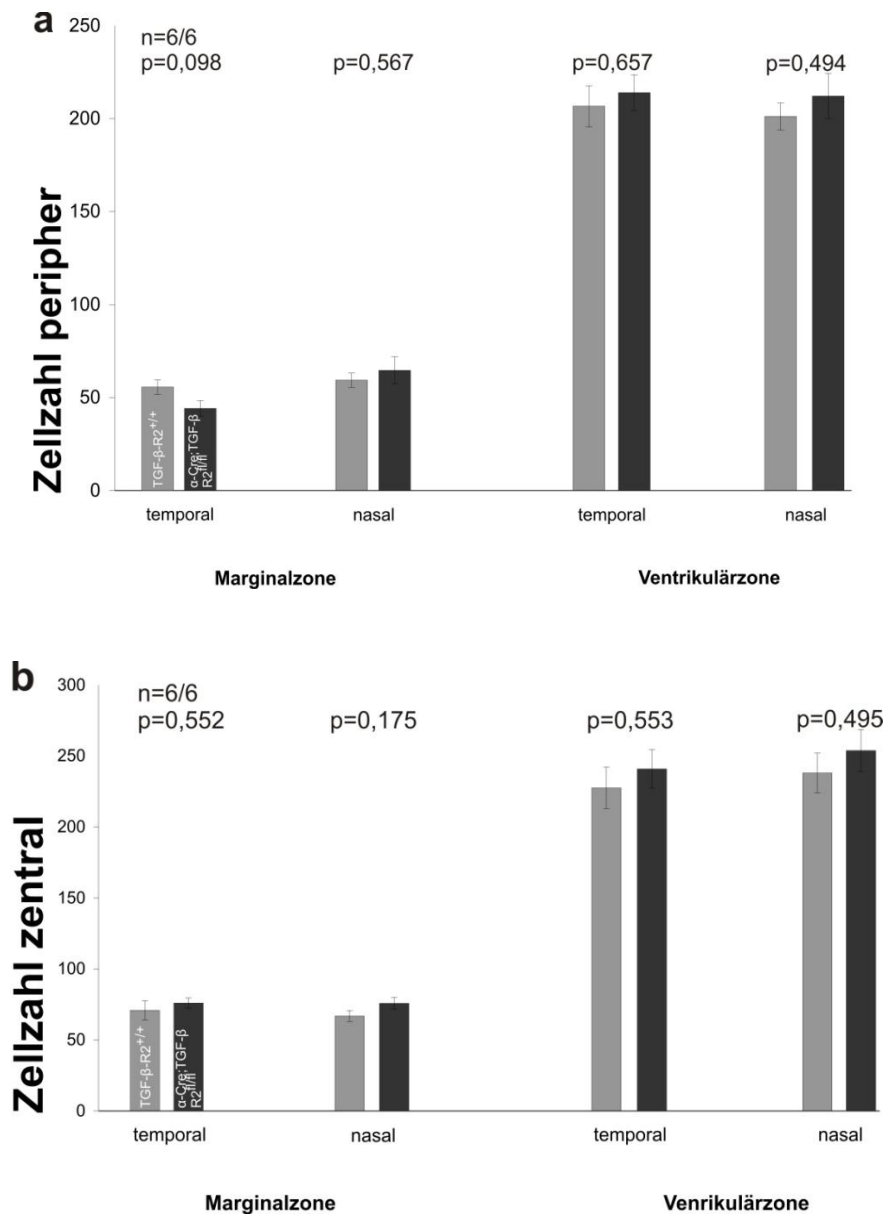 a
n=6/6
p=0,098 p=0,567 p=0,657 p=0,494
Zellzahl peripher
250
200
150
100
50
0
TGF-β-R2+/+
α-Cre;TGF-β
R2fl/fl
temporal nasal temporal nasal
Marginalzone Ventrikulärzone
b
n=6/6
p=0,552 p=0,175 p=0,553 p=0,495
Zellzahl zentral
300
250
200
150
100
50
0
TGF-β-R2+/+
α-Cre;TGF-β
R2fl/fl
temporal nasal temporal nasal
Marginalzone Venrikulärzone